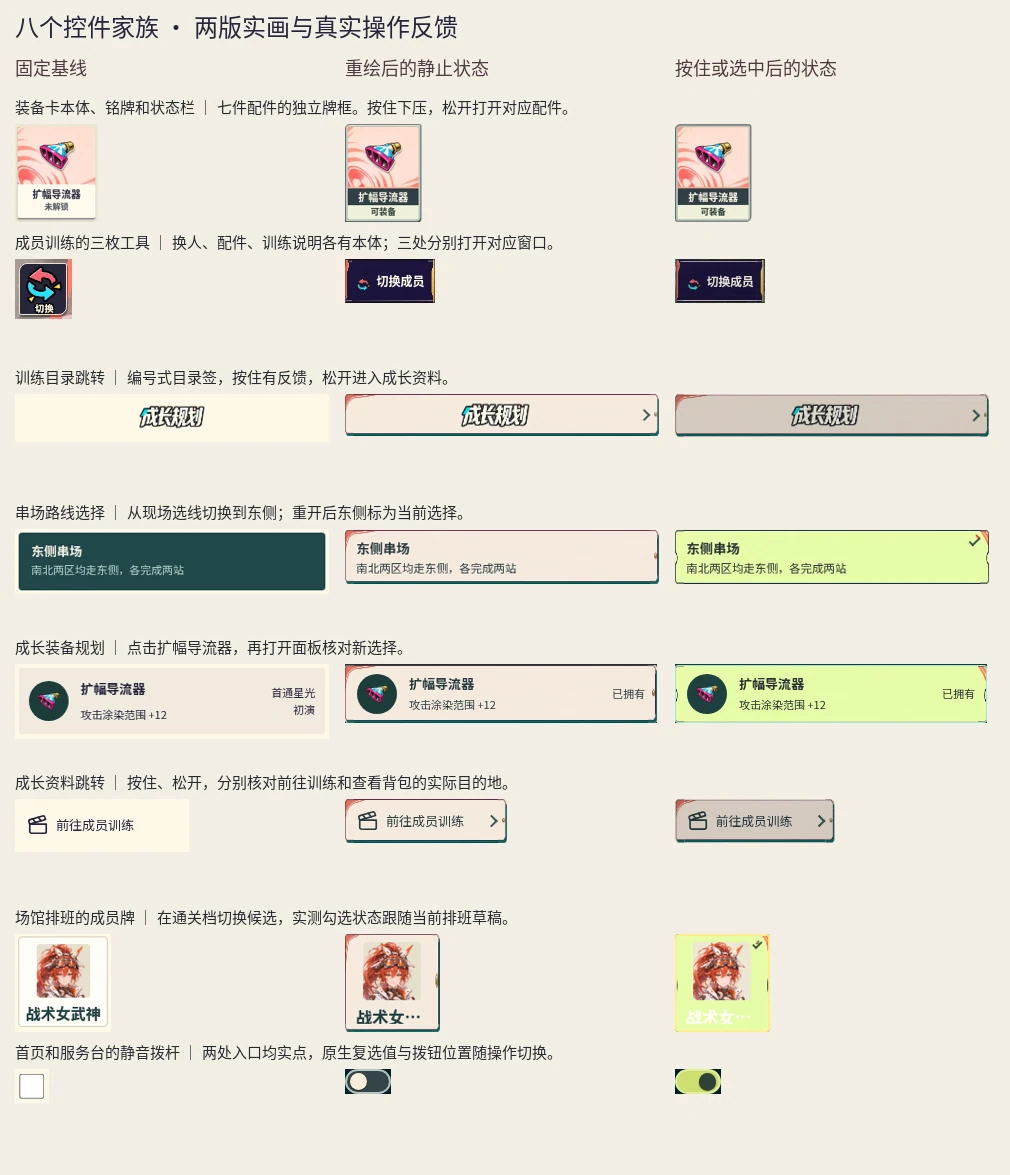 八个控件家族 · 两版实画与真实操作反馈
固定基线
重绘后的静止状态
按住或选中后的状态
装备卡本体、铭牌和状态栏｜七件配件的独立牌框。按住下压，松开打开对应配件。
扩幅导流器
未解锁
扩幅导流器
可装备
扩幅导流器
可装备
成员训练的三枚工具｜换人、配件、训练说明各有本体；三处分别打开对应窗口。
切换
切换成员
切换成员
训练目录跳转｜编号式目录签，按住有反馈，松开进入成长资料。
成长规划
成长规划
成长规划
串场路线选择｜从现场选线切换到东侧；重开后东侧标为当前选择。
东侧串场
南北两区均走东侧，各完成两站
东侧串场
南北两区均走东侧，各完成两站
东侧串场
南北两区均走东侧，各完成两站
成长装备规划｜点击扩幅导流器，再打开面板核对新选择。
扩幅导流器
攻击涂染范围 +12
首通星光
初演
扩幅导流器
攻击涂染范围 +12
已拥有
扩幅导流器
攻击涂染范围 +12
已拥有
成长资料跳转｜按住、松开，分别核对前往训练和查看背包的实际目的地。
前往成员训练
前往成员训练
前往成员训练
场馆排班的成员牌｜在通关档切换候选，实测勾选状态跟随当前排班草稿。
战术女武神
战术女…
战术女…
首页和服务台的静音拨杆｜两处入口均实点，原生复选值与拨钮位置随操作切换。